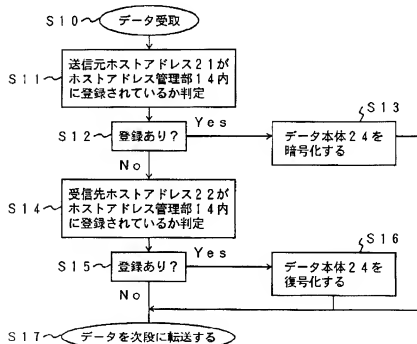 S10 データ受取
送信元ホストアドレス21が
S11 ホストアドレス管理部14内
に登録されているか判定
Yes
S13
S12 登録あり?
データ本体24を
暗号化する
No
受信先ホストアドレス22が
S14 ホストアドレス管理部14内
に登録されているか判定
Yes
S16
S15 登録あり?
データ本体24を
復号化する
No
S17 データを次段に転送する